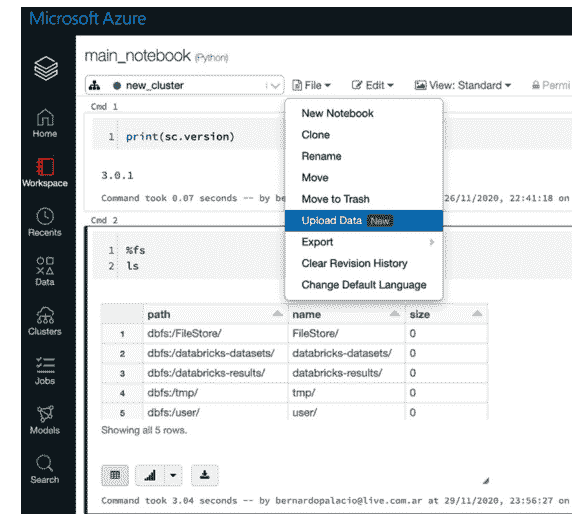 Microsoft Azure
main_notebook (Python)
new_cluster
File
Edit
View: Standard
Permi
Cmd 1
1 print(sc.version)
3.0.1
Command took 0.07 seconds -- by be
26/11/2020, 22:41:18 on
New Notebook
Clone
Rename
Move
Move to Trash
Upload Data New
Export
Clear Revision History
Change Default Language
Home
Workspace
Recents
Data
Clusters
Jobs
Models
Search
Cmd 2
1 %fs
2 ls
path name size
1 dbfs:/FileStore/ FileStore/ 0
2 dbfs:/databricks-datasets/ databricks-datasets/ 0
3 dbfs:/databricks-results/ databricks-results/ 0
4 dbfs:/tmp/ tmp/ 0
5 dbfs:/user/ user/ 0
Showing all 5 rows.
Command took 3.04 seconds -- by bernardopalacio@live.com.ar at 29/11/2020, 23:56:27 on